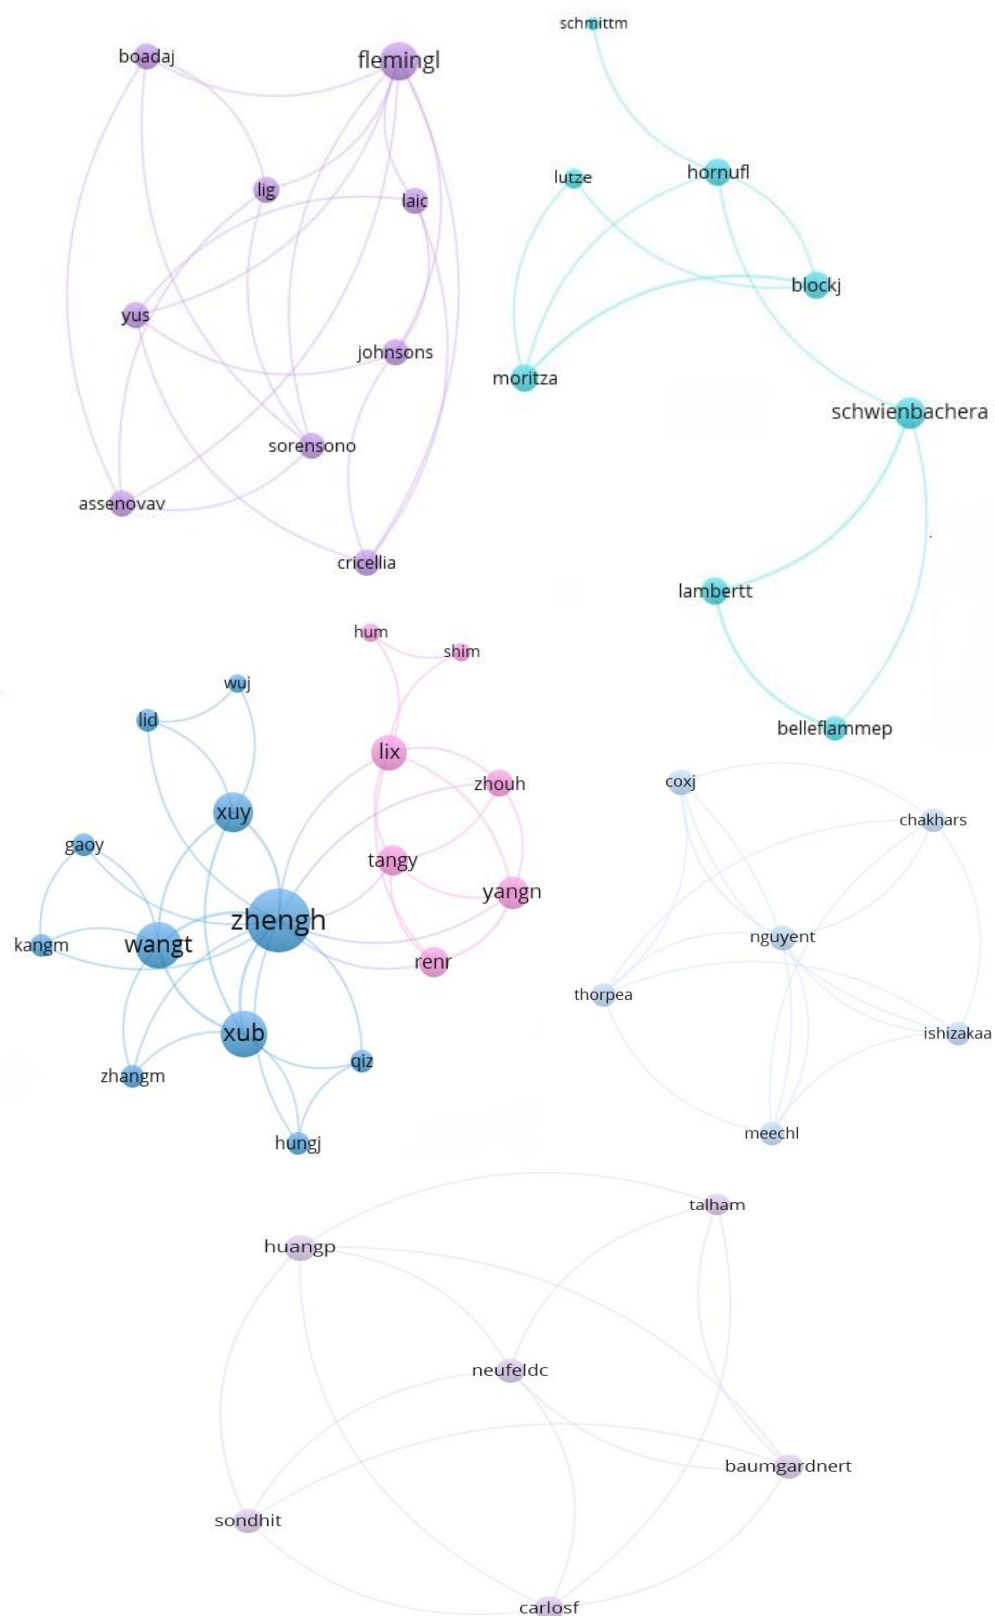 schmittm
boadaj
flemingl
hornufl
lutze
lig
laic
blockj
yus
johnsons
moritza
schwienbachera
sorensono
assenovav
cricellia
lambertt
hum
shim
wuj
lid
belleflammep
lix
zhouh
coxj
xuy
chakhars
gaoy
tangy
yangn
zhengh
nguyent
kangm
wangt
renr
thorpea
xub
ishizakaa
qiz
zhangm
meechl
hungj
talham
huangp
neufeldc
baumgardnert
sondhit
carlosf